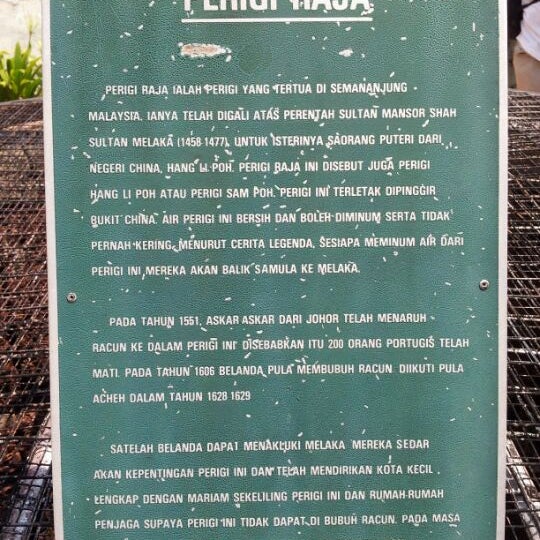 PERIGI RAJA
PERIGI RAJA IALAH PERIGI YANG TERTUA DI SEMANANJUNG
MALAYSIA. IANYA TELAH DIGALI ATAS PERENTAH SULTAN MANSOR SHAH
SULTAN MELAKA (1458-1477), UNTUK ISTERINYA SAORANG PUTERI DARI
NEGERI CHINA, HANG LI POH. PERIGI RAJA INI DISEBUT JUGA PERIGI
HANG LI POH ATAU PERIGI SAM POH. PERIGI INI TERLETAK DIPINGGIR
BUKIT CHINA. AIR PERIGI INI BERSIH DAN BOLEH DIMINUM SERTA TIDAK
PERNAH KERING. MENURUT CERITA LEGENDA, SESIAPA MEMINUM AIR DARI
PERIGI INI MEREKA AKAN BALIK SAMULA KE MELAKA.
PADA TAHUN 1551, ASKAR ASKAR DARI JOHOR TELAH MENARUH
RACUN KE DALAM PERIGI INI DISEBABKAN ITU 200 ORANG PORTUGIS TELAH
MATI. PADA TAHUN 1606 BELANDA PULA MEMBUBUH RACUN. DIIKUTI PULA
ACHEH DALAM TAHUN 1628 1629
SATELAH BELANDA DAPAT MENAKLUKI MELAKA MEREKA SEDAR
AKAN KEPENTINGAN PERIGI INI DAN TELAH MENDIRIKAN KOTA KECIL
LENGKAP DENGAN MARIAM SEKELILING PERIGI INI DAN RUMAH-RUMAH
PENJAGA SUPAYA PERIGI INI TIDAK DAPAT DI BUBUH RACUN. PADA MASA